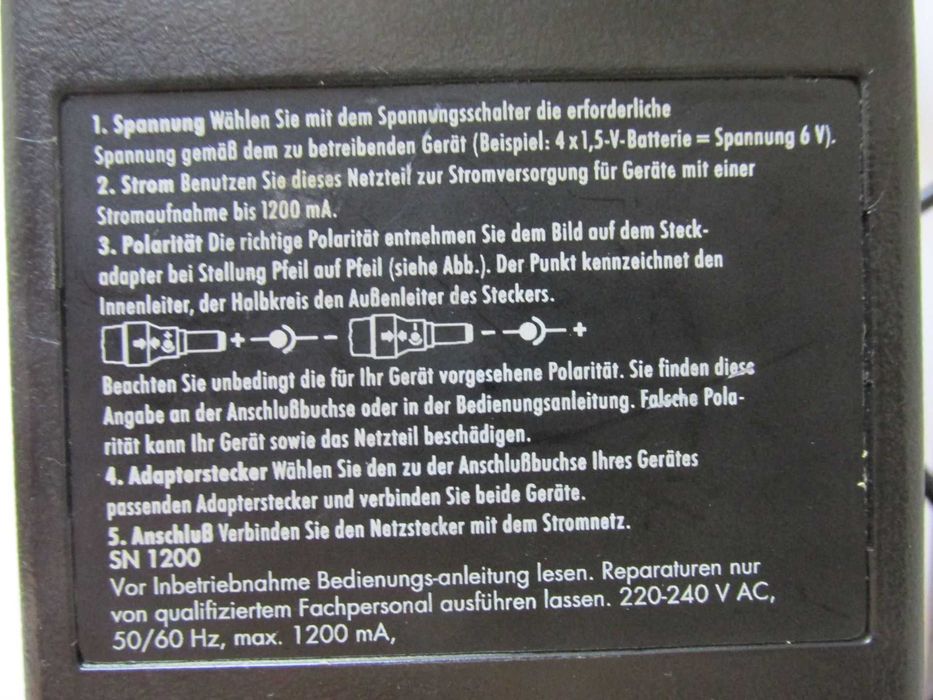 1. Spannung Wählen Sie mit dem Spannungsschalter die erforderliche
Spannung gemäß dem zu betreibenden Gerät (Beispiel: 4 x 1,5-V-Batterie = Spannung 6 V).
2. Strom Benutzen Sie dieses Netzteil zur Stromversorgung für Geräte mit einer
Stromaufnahme bis 1200 mA.
3. Polarität Die richtige Polarität entnehmen Sie dem Bild auf dem Steck-
adapter bei Stellung Pfeil auf Pfeil (siehe Abb.). Der Punkt kennzeichnet den
Innenleiter, der Halbkreis den Außenleiter des Steckers.
+ − − +
Beachten Sie unbedingt die für Ihr Gerät vorgesehene Polarität. Sie finden diese
Angabe an der Anschlußbuchse oder in der Bedienungsanleitung. Falsche Pola-
rität kann Ihr Gerät sowie das Netzteil beschädigen.
4. Adapterstecker Wählen Sie den zu der Anschlußbuchse Ihres Gerätes
passenden Adapterstecker und verbinden Sie beide Geräte.
5. Anschluß Verbinden Sie den Netzstecker mit dem Stromnetz.
SN 1200
Vor Inbetriebnahme Bedienungs-anleitung lesen. Reparaturen nur
von qualifiziertem Fachpersonal ausführen lassen. 220-240 V AC,
50/60 Hz, max. 1200 mA,